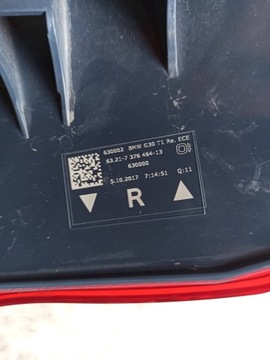 630002 BMW G30 T1 Re. ECE
63.21-7 376 464-13
630000
5.10.2017 7:14:51 Q:11
R